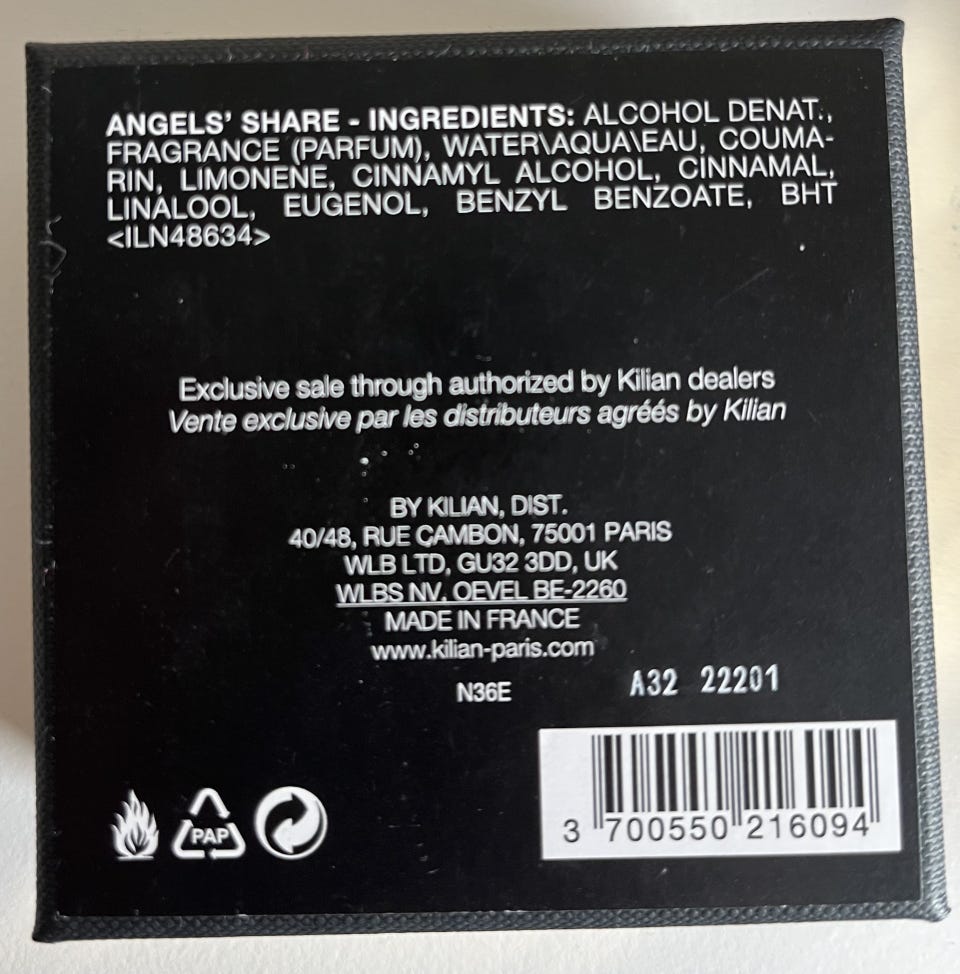 ANGELS' SHARE - INGREDIENTS: ALCOHOL DENAT.,
FRAGRANCE (PARFUM), WATER\AQUA\EAU, COUMA-
RIN, LIMONENE, CINNAMYL ALCOHOL, CINNAMAL,
LINALOOL, EUGENOL, BENZYL BENZOATE, BHT
<ILN48634>
Exclusive sale through authorized by Kilian dealers
Vente exclusive par les distributeurs agréés by Kilian
BY KILIAN, DIST.
40/48, RUE CAMBON, 75001 PARIS
WLB LTD, GU32 3DD, UK
WLBS NV. OEVEL BE-2260
MADE IN FRANCE
www.kilian-paris.com
N36E
A32 22201
PAP
3 700550 216094